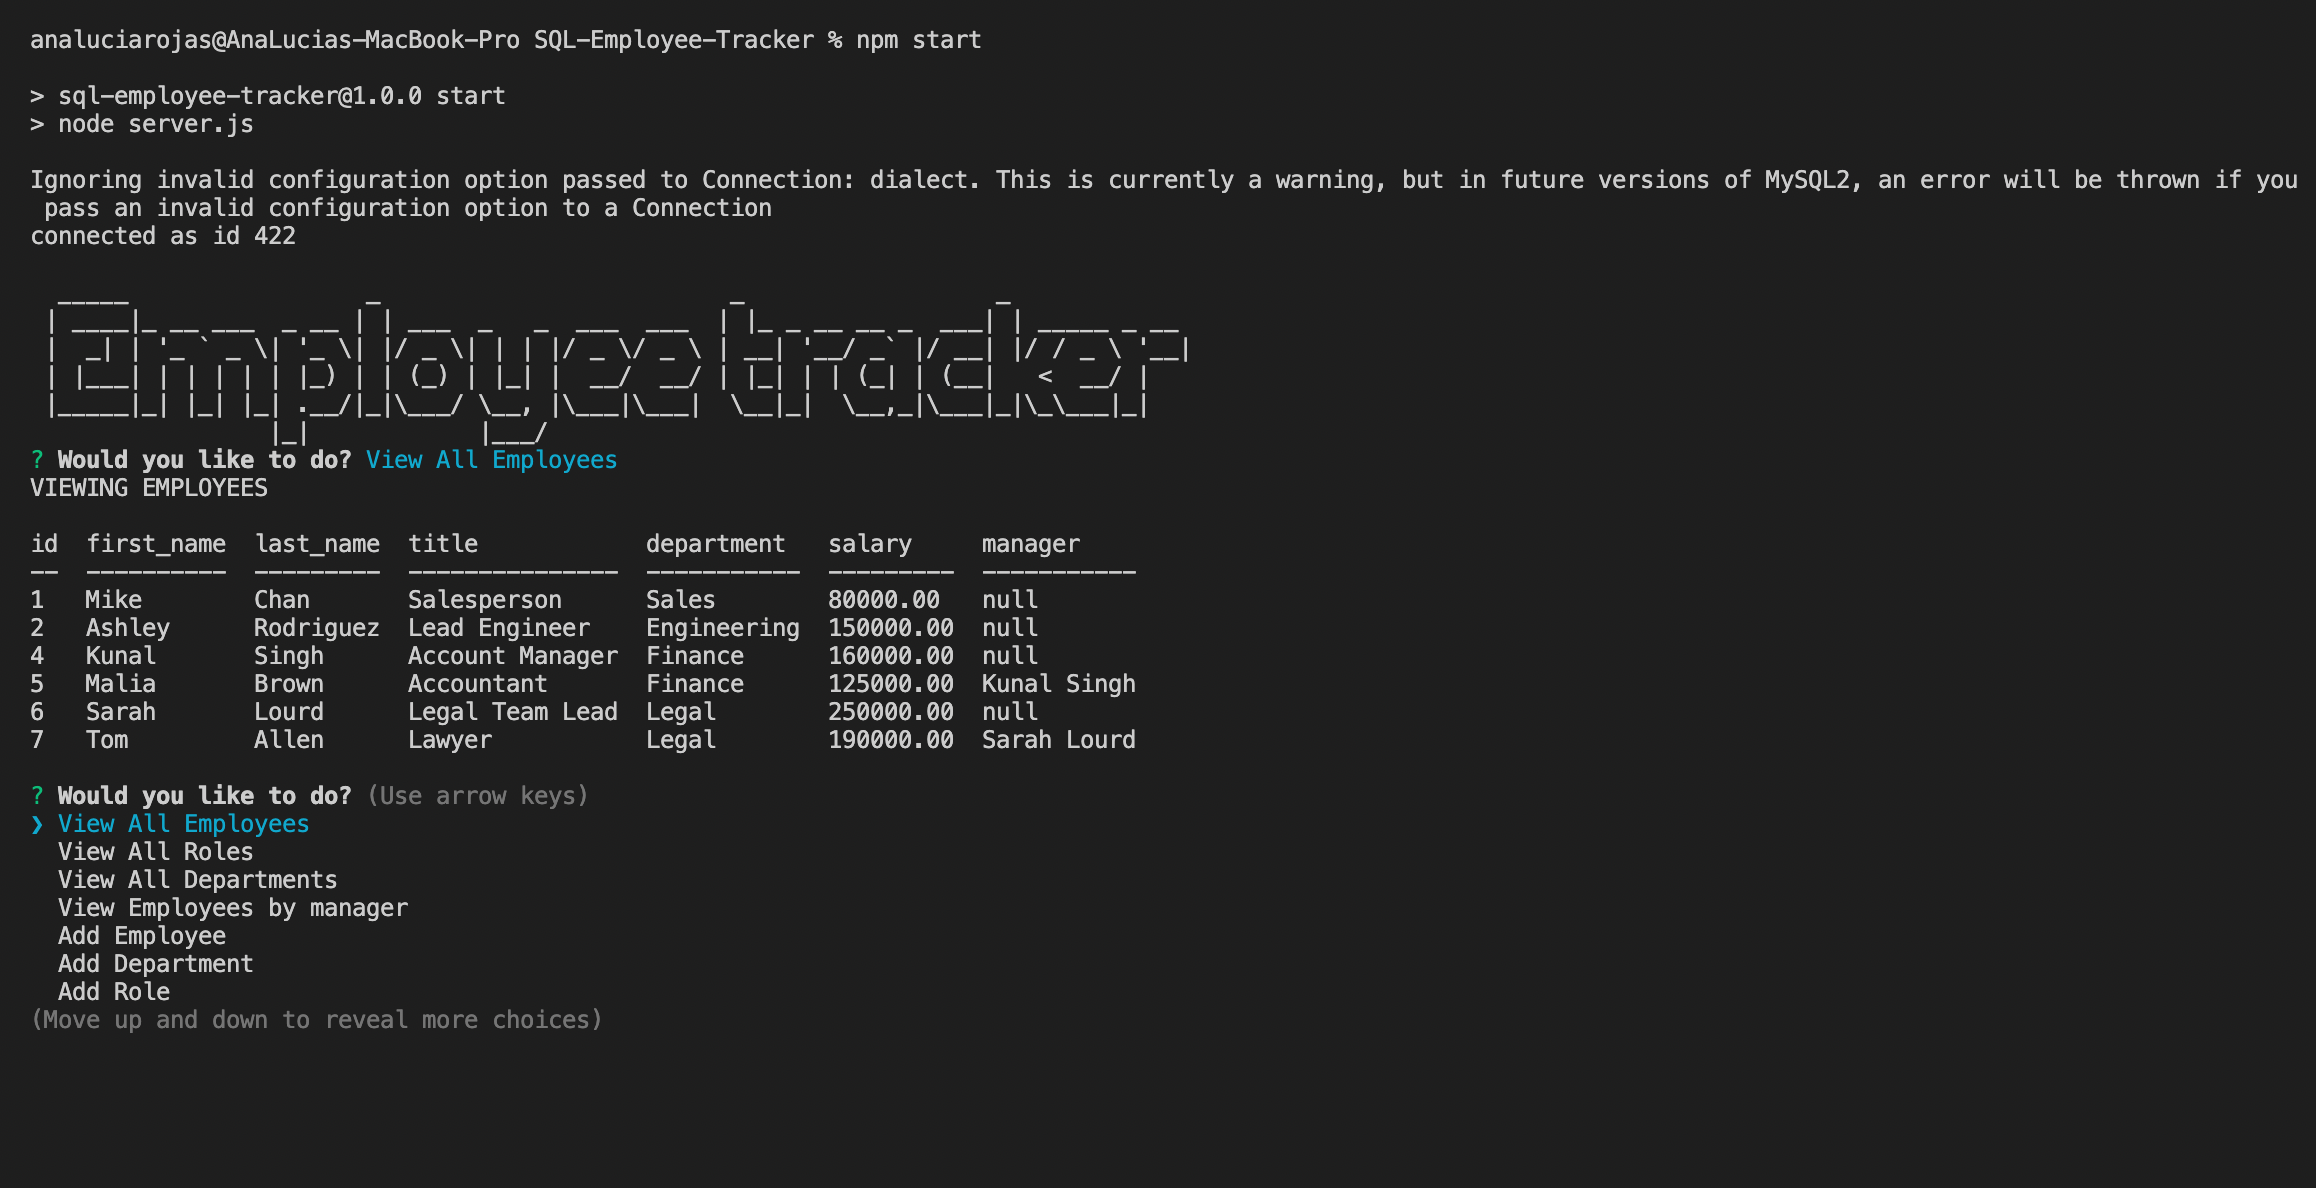 analuciarojas@AnaLucias-MacBook-Pro SQL-Employee-Tracker % npm start
> sql-employee-tracker@1.0.0 start
> node server.js
Ignoring invalid configuration option passed to Connection: dialect. This is currently a warning, but in future versions of MySQL2, an error will be thrown if you
pass an invalid configuration option to a Connection
connected as id 422
Employee tracker
? Would you like to do? View All Employees
VIEWING EMPLOYEES
id  first_name  last_name  title            department   salary     manager
--  ----------  ---------  ---------------  -----------  ---------  -----------
1   Mike        Chan       Salesperson      Sales        80000.00   null
2   Ashley      Rodriguez  Lead Engineer    Engineering  150000.00  null
4   Kunal       Singh      Account Manager  Finance      160000.00  null
5   Malia       Brown      Accountant       Finance      125000.00  Kunal Singh
6   Sarah       Lourd      Legal Team Lead  Legal        250000.00  null
7   Tom         Allen      Lawyer           Legal        190000.00  Sarah Lourd
? Would you like to do? (Use arrow keys)
❯ View All Employees
View All Roles
View All Departments
View Employees by manager
Add Employee
Add Department
Add Role
(Move up and down to reveal more choices)